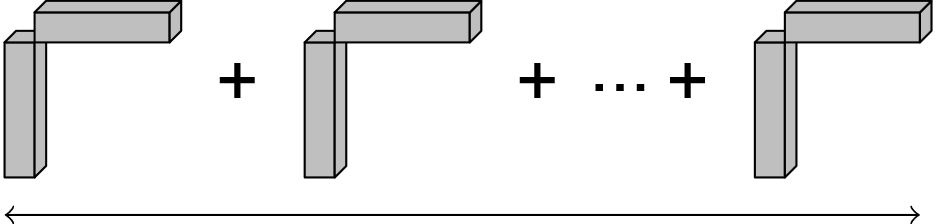 + + ... +